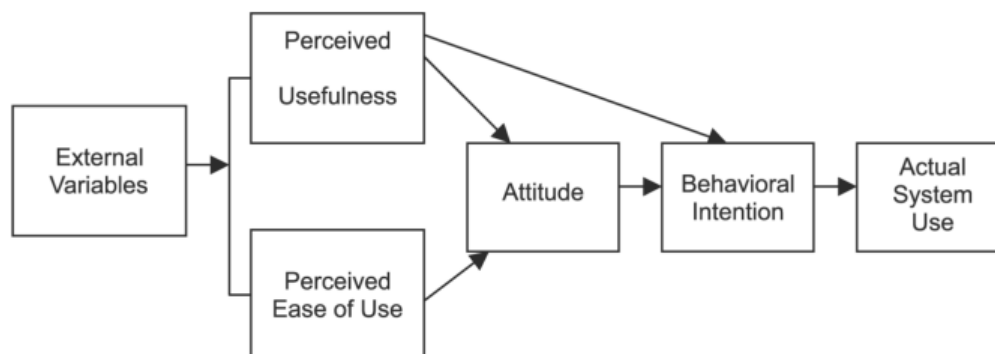 Perceived
Usefulness
External
Variables
Attitude
Behavioral
Intention
Actual
System
Use
Perceived
Ease of Use